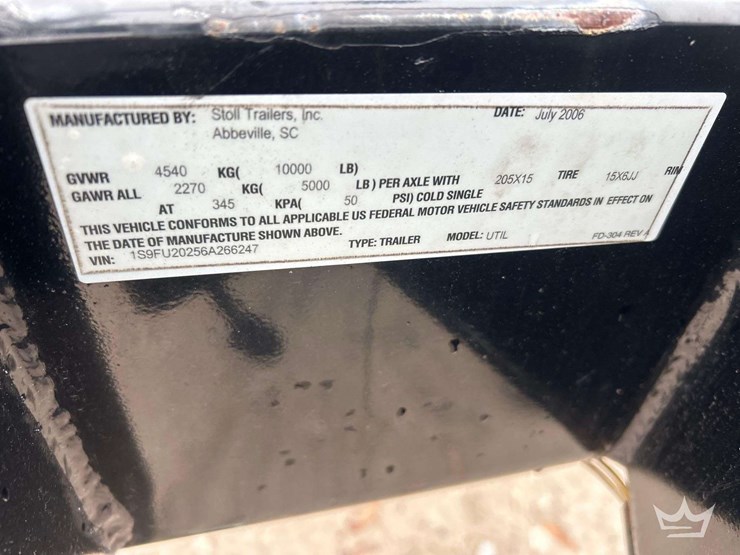 MANUFACTURED BY: Stoll Trailers, Inc. DATE: July 2006
Abbeville, SC
GVWR 4540 KG( 10000 LB)
GAWR ALL 2270 KG( 5000 LB ) PER AXLE WITH 205X15 TIRE 15X6JJ RIM
AT 345 KPA( 50 PSI) COLD SINGLE
THIS VEHICLE CONFORMS TO ALL APPLICABLE US FEDERAL MOTOR VEHICLE SAFETY STANDARDS IN EFFECT ON
THE DATE OF MANUFACTURE SHOWN ABOVE.
VIN: 1S9FU20256A266247 TYPE: TRAILER MODEL: UTIL FD-304 REV A